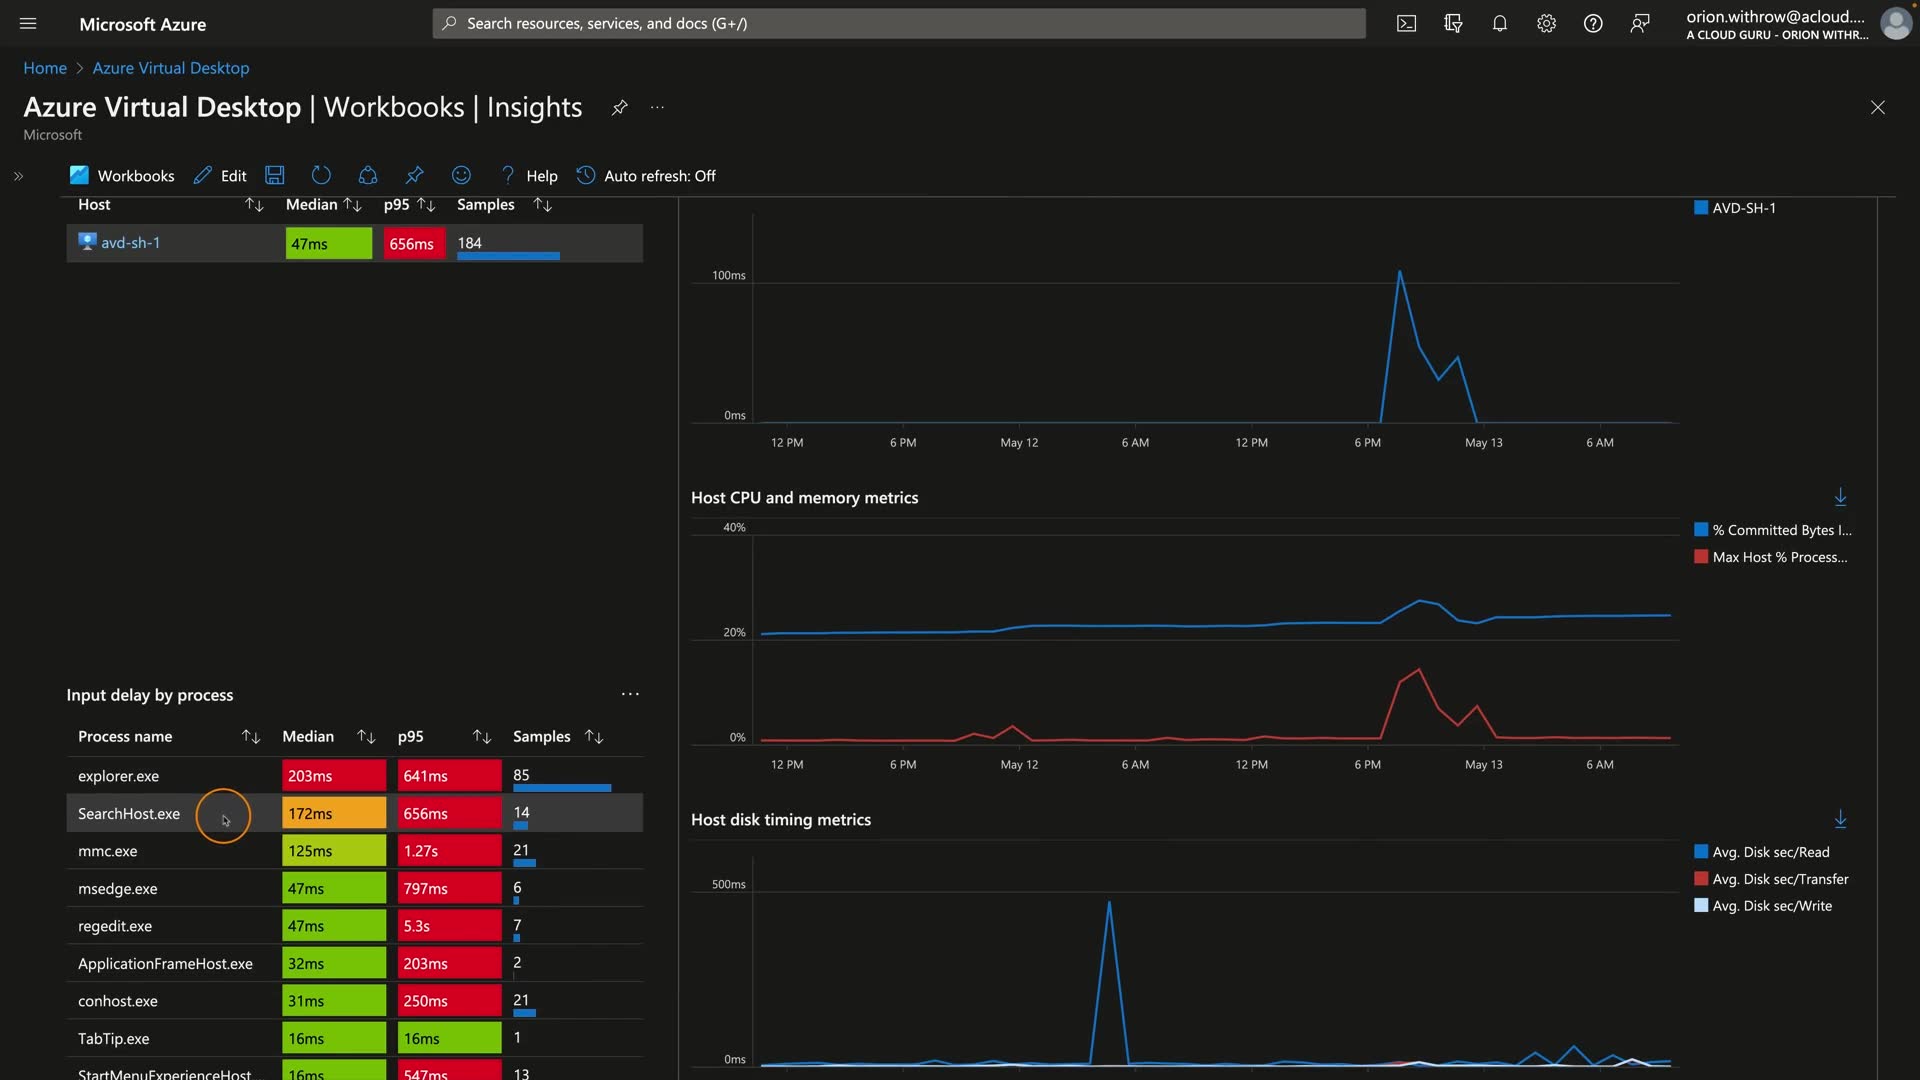 Microsoft Azure
Search resources, services, and docs (G+/)
orion.withrow@acloud....
A CLOUD GURU - ORION WITHR...
Home > Azure Virtual Desktop
Azure Virtual Desktop | Workbooks | Insights
Microsoft
Workbooks Edit Help Auto refresh: Off
Host Median p95 Samples
avd-sh-1 47ms 656ms 184
AVD-SH-1
100ms
0ms
12 PM 6 PM May 12 6 AM 12 PM 6 PM May 13 6 AM
Host CPU and memory metrics
40%
20%
0%
% Committed Bytes I...
Max Host % Process...
12 PM 6 PM May 12 6 AM 12 PM 6 PM May 13 6 AM
Input delay by process
Process name Median p95 Samples
explorer.exe 203ms 641ms 85
SearchHost.exe 172ms 656ms 14
mmc.exe 125ms 1.27s 21
msedge.exe 47ms 797ms 6
regedit.exe 47ms 5.3s 7
ApplicationFrameHost.exe 32ms 203ms 2
conhost.exe 31ms 250ms 21
TabTip.exe 16ms 16ms 1
StartMenuExperienceHost... 16ms 547ms 13
Host disk timing metrics
500ms
0ms
Avg. Disk sec/Read
Avg. Disk sec/Transfer
Avg. Disk sec/Write